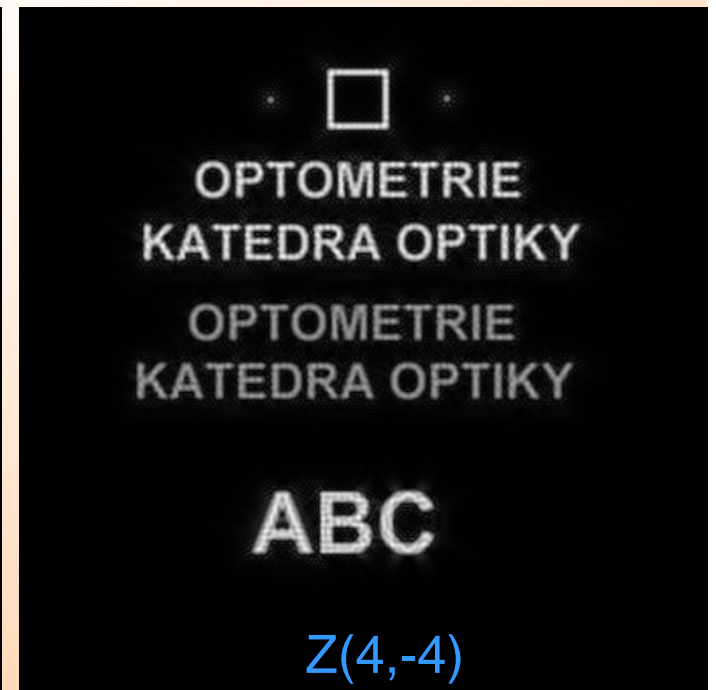 OPTOMETRIE
KATEDRA OPTIKY
OPTOMETRIE
KATEDRA OPTIKY
ABC
Z(4,-4)